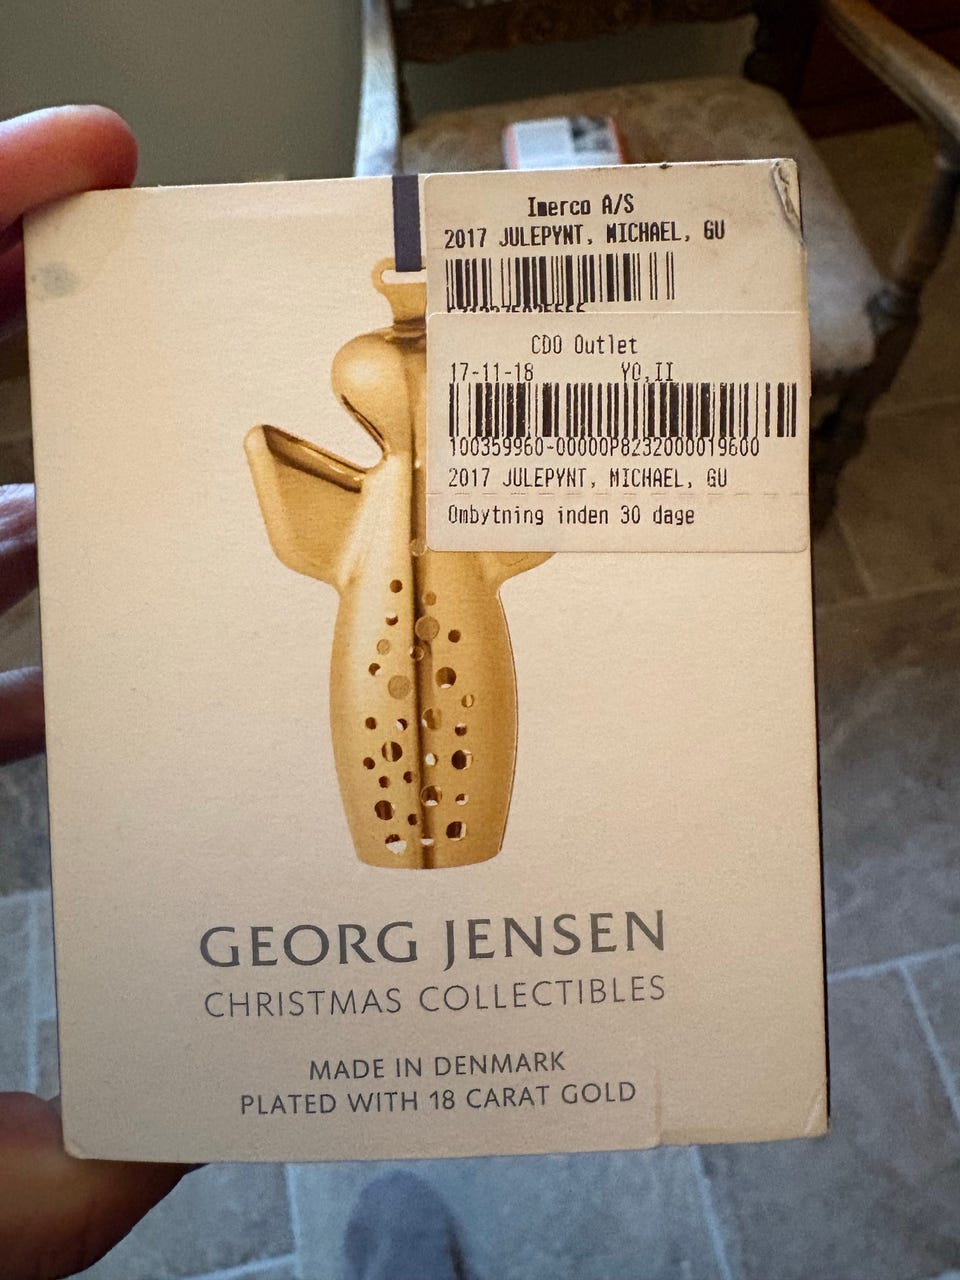 Imerco A/S
2017 JULEPYNT, MICHAEL, GU
CDO Outlet
17-11-18 YO,II
100359960-00000P8232000019600
2017 JULEPYNT, MICHAEL, GU
Ombytning inden 30 dage
GEORG JENSEN
CHRISTMAS COLLECTIBLES
MADE IN DENMARK
PLATED WITH 18 CARAT GOLD